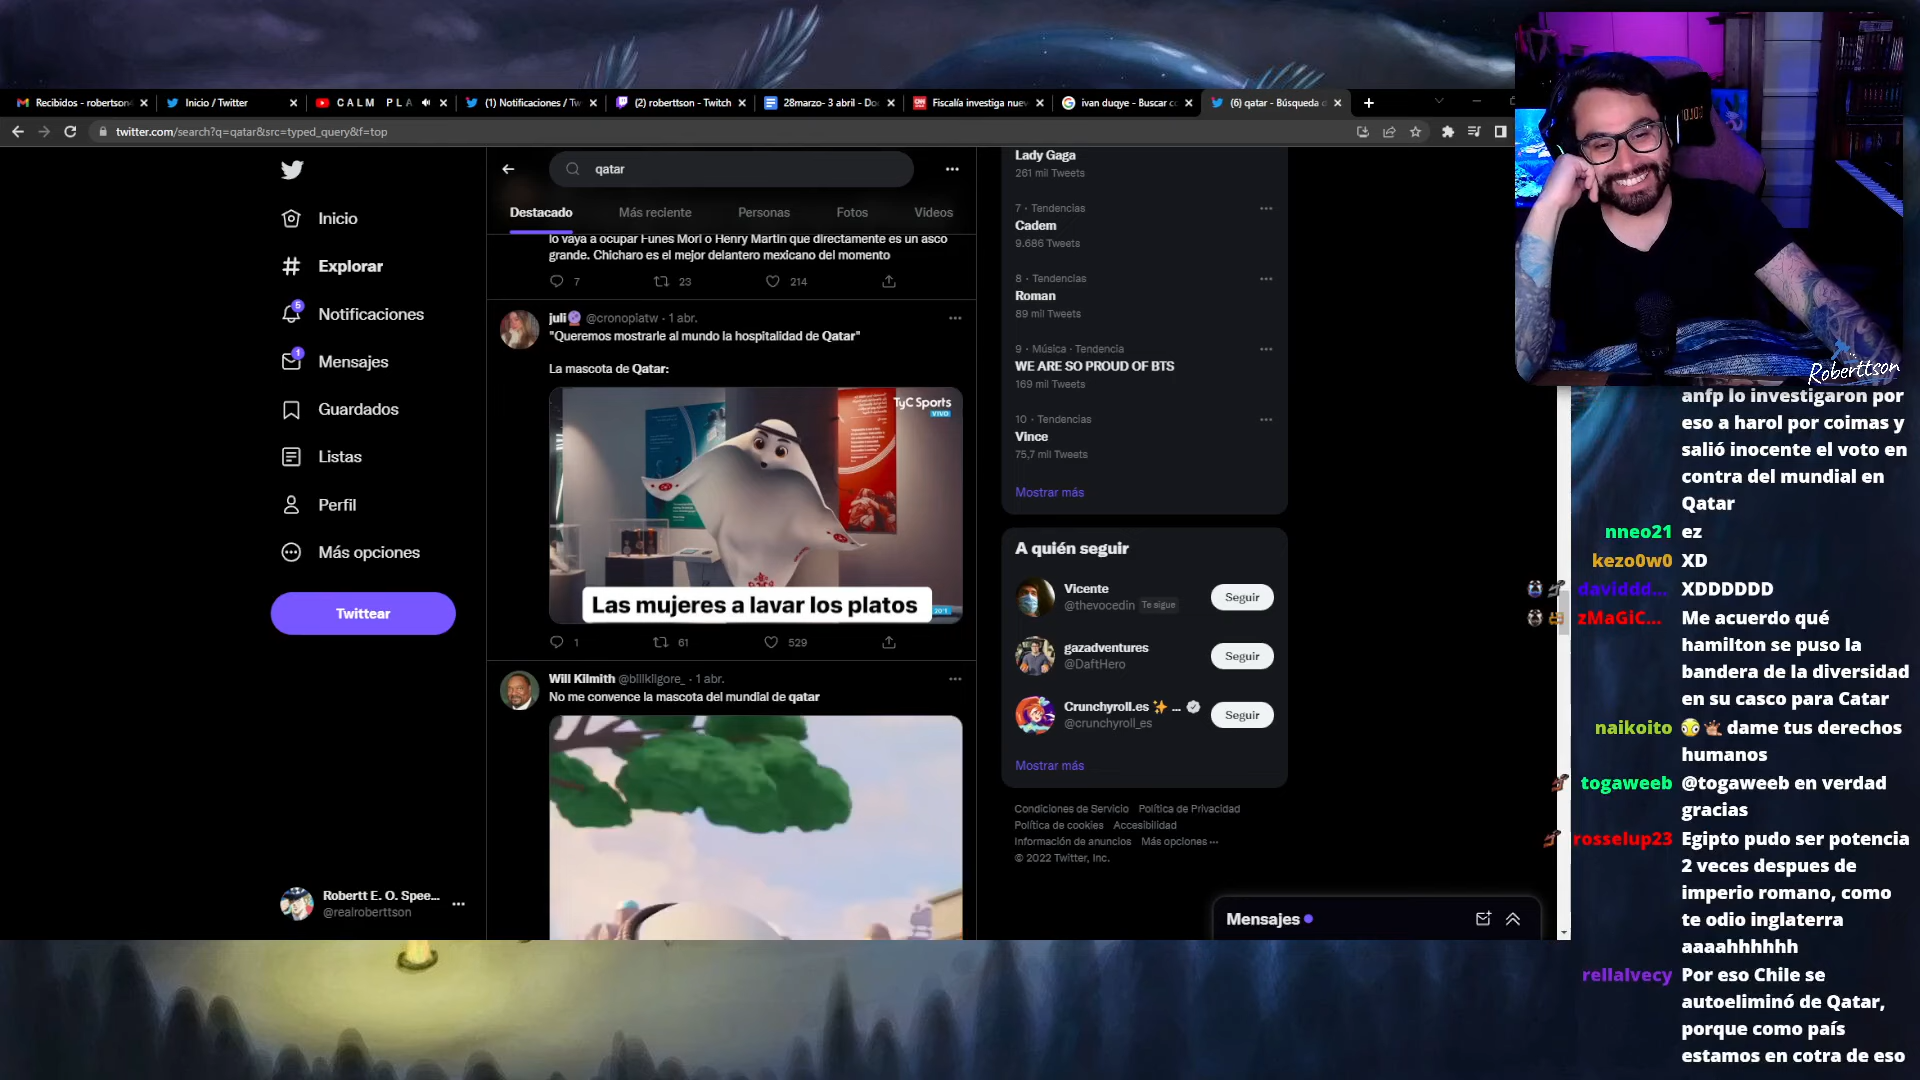 Recibidos - robertson
Inicio / Twitter
C A L M P L A
(1) Notificaciones / Tw
(2) roberttson - Twitch
28marzo- 3 abril - Do
Fiscalía investiga nue
ivan duqye - Buscar c
(6) qatar - Búsqueda d
twitter.com/search?q=qatar&src=typed_query&f=top
qatar
Destacado
Más reciente
Personas
Fotos
Videos
Inicio
Explorar
5
Notificaciones
1
Mensajes
Guardados
Listas
Perfil
Más opciones
Twittear
Robertt E. O. Spee...
@realroberttson
lo vaya a ocupar Funes Mori o Henry Martin que directamente es un asco
grande. Chicharo es el mejor delantero mexicano del momento
7 23 214
juli @cronopiatw · 1 abr.
"Queremos mostrarle al mundo la hospitalidad de Qatar"
La mascota de Qatar:
TyC Sports
VIVO
Las mujeres a lavar los platos
1 61 529
Will Kilmith @billkilgore_ · 1 abr.
No me convence la mascota del mundial de qatar
Lady Gaga
261 mil Tweets
7 · Tendencias
Cadem
9.686 Tweets
8 · Tendencias
Roman
89 mil Tweets
9 · Música · Tendencia
WE ARE SO PROUD OF BTS
169 mil Tweets
10 · Tendencias
Vince
75,7 mil Tweets
Mostrar más
A quién seguir
Vicente
@thevocedin Te sigue
Seguir
gazadventures
@DaftHero
Seguir
Crunchyroll.es ✨ ...
@crunchyroll_es
Seguir
Mostrar más
Condiciones de Servicio Política de Privacidad
Política de cookies Accesibilidad
Información de anuncios Más opciones ···
© 2022 Twitter, Inc.
Mensajes
Roberttson
anfp lo investigaron por
eso a harol por coimas y
salió inocente el voto en
contra del mundial en
Qatar
nneo21 ez
kezo0w0 XD
daviddd... XDDDDDD
zMaGiC... Me acuerdo qué
hamilton se puso la
bandera de la diversidad
en su casco para Catar
naikoito dame tus derechos
humanos
togaweeb @togaweeb en verdad
gracias
rosselup23 Egipto pudo ser potencia
2 veces despues de
imperio romano, como
te odio inglaterra
aaaahhhhhh
rellalvecy Por eso Chile se
autoeliminó de Qatar,
porque como país
estamos en cotra de eso